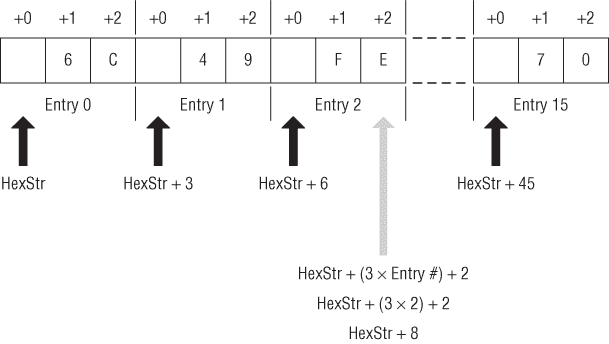 +0 +1 +2 +0 +1 +2 +0 +1 +2 +0 +1 +2
6 C 4 9 F E 7 0
Entry 0 Entry 1 Entry 2 Entry 15
HexStr HexStr + 3 HexStr + 6 HexStr + 45
HexStr + (3 × Entry #) + 2
HexStr + (3 × 2) + 2
HexStr + 8